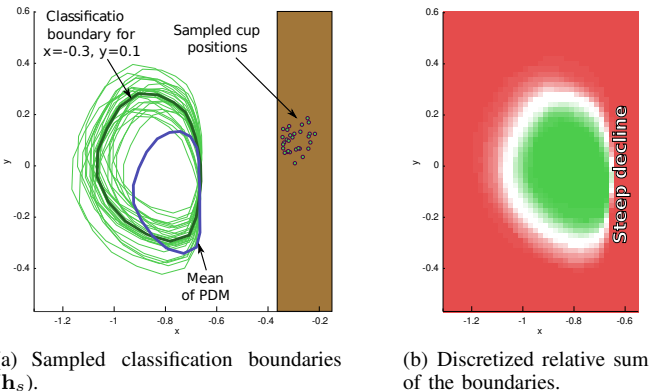 Classificatio
boundary for
x=-0.3, y=0.1
Sampled cup
positions
Mean
of PDM
0.6
0.4
0.2
0
-0.2
-0.4
y
-1.2 -1 -0.8 -0.6 -0.4 -0.2
x
0.6
0.4
0.2
0
-0.2
-0.4
y
Steep decline
-1.2 -1 -0.8 -0.6
x
(a) Sampled classification boundaries
(h_s).
(b) Discretized relative sum
of the boundaries.